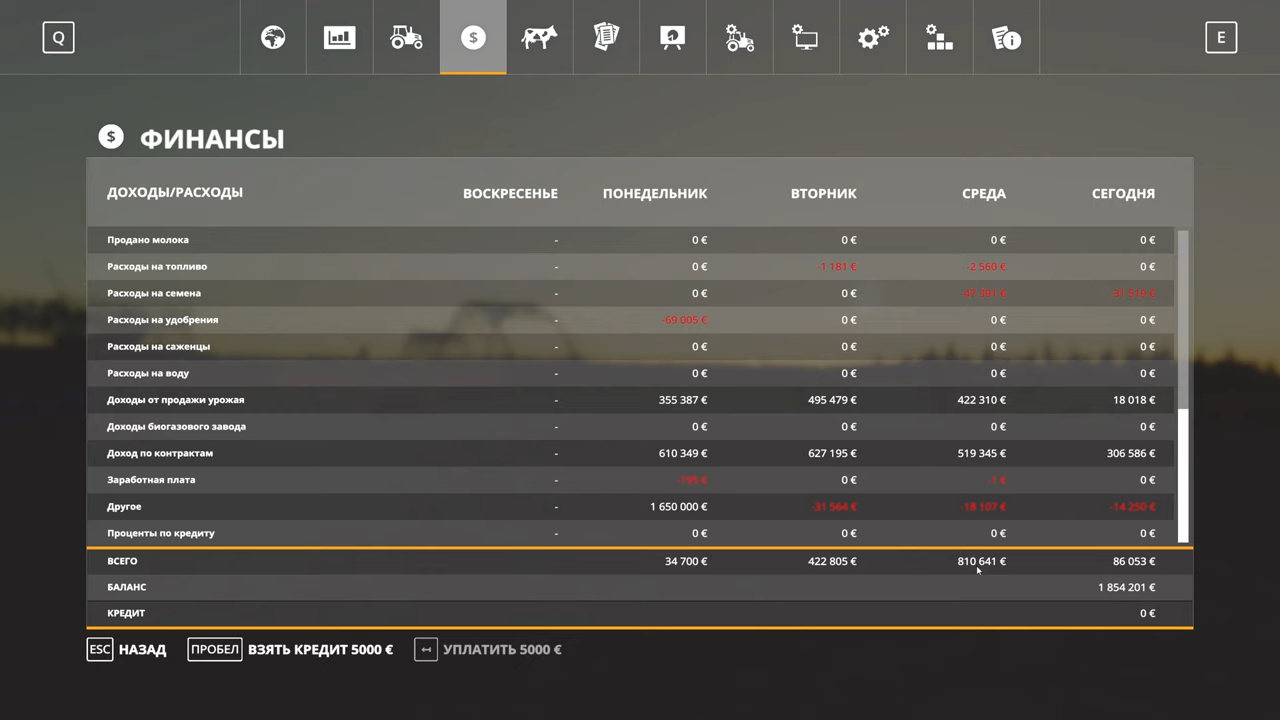 Q
E
ФИНАНСЫ
ДОХОДЫ/РАСХОДЫ ВОСКРЕСЕНЬЕ ПОНЕДЕЛЬНИК ВТОРНИК СРЕДА СЕГОДНЯ
Продано молока - 0 € 0 € 0 € 0 €
Расходы на топливо - 0 € -1 181 € -2 560 € 0 €
Расходы на семена - 0 € 0 €
Расходы на удобрения - -69 005 € 0 € 0 € 0 €
Расходы на саженцы - 0 € 0 € 0 € 0 €
Расходы на воду - 0 € 0 € 0 € 0 €
Доходы от продажи урожая - 355 387 € 495 479 € 422 310 € 18 018 €
Доходы биогазового завода - 0 € 0 € 0 € 0 €
Доход по контрактам - 610 349 € 627 195 € 519 345 € 306 586 €
Заработная плата - -195 € 0 € -1 € 0 €
Другое - 1 650 000 € -31 564 € -18 107 € -14 250 €
Проценты по кредиту - 0 € 0 € 0 € 0 €
ВСЕГО 34 700 € 422 805 € 810 641 € 86 053 €
БАЛАНС 1 854 201 €
КРЕДИТ 0 €
ESC НАЗАД ПРОБЕЛ ВЗЯТЬ КРЕДИТ 5000 € УПЛАТИТЬ 5000 €